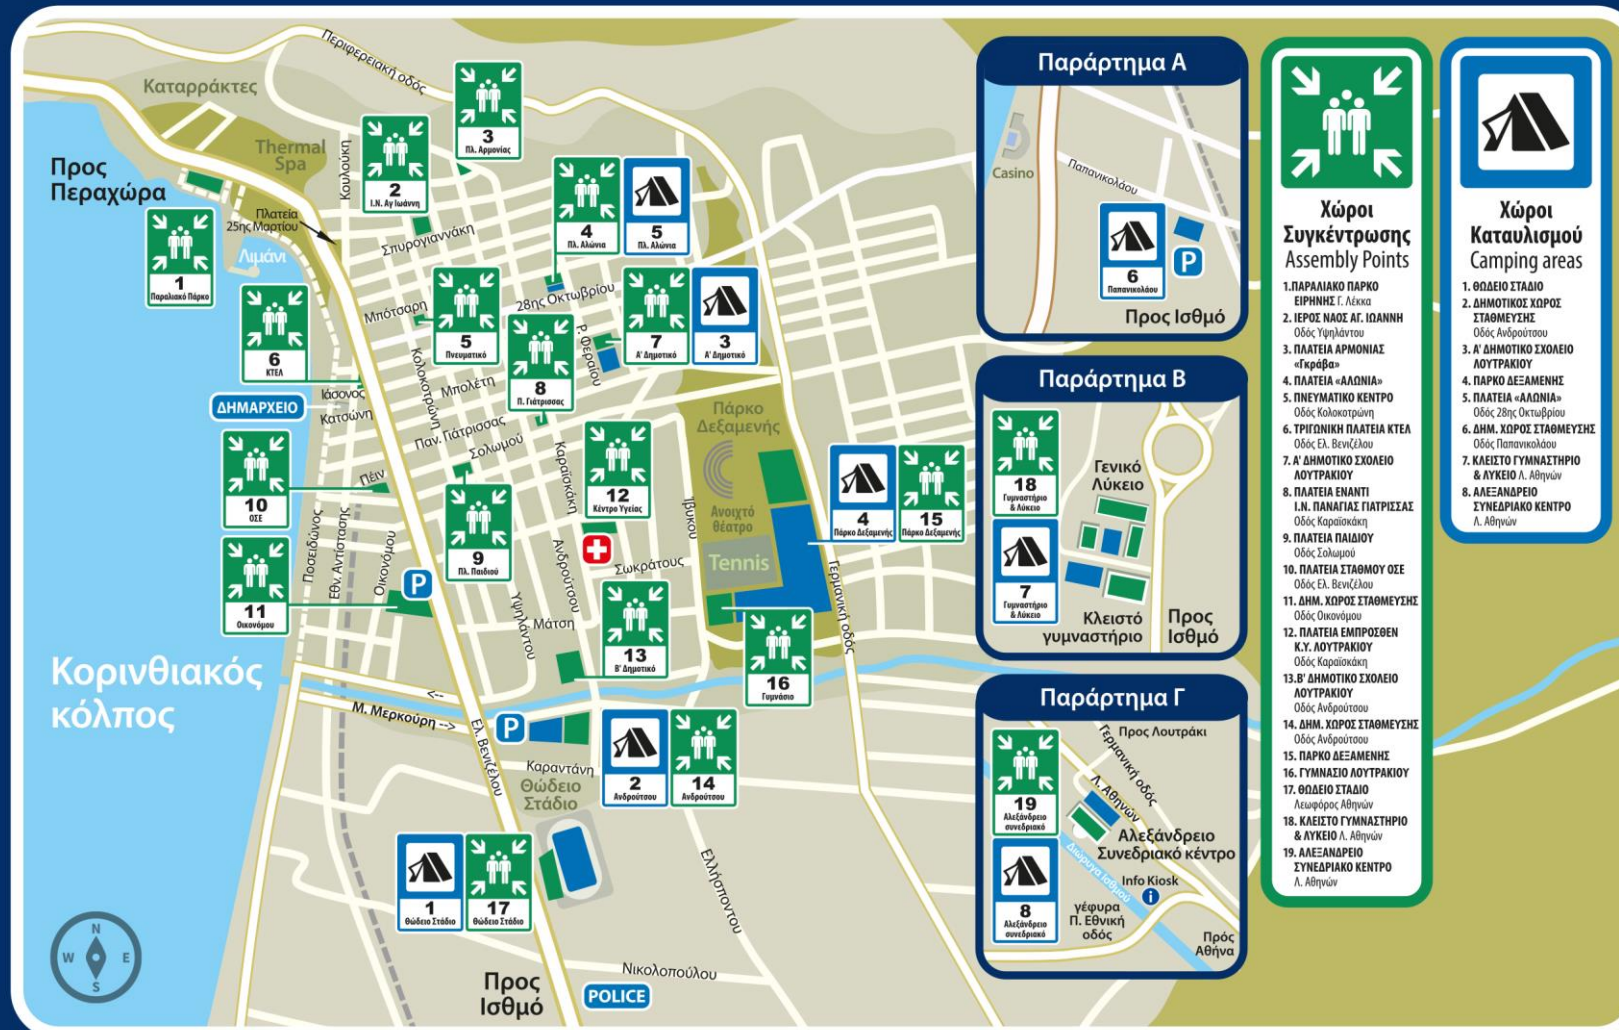 Περιφερειακή οδός
Καταρράκτες
Thermal
Spa
Προς
Περαχώρα
Κουλούκη
Πλατεία
25ης Μαρτίου
Λιμάνι
1
Παραλιακό Πάρκο
2
Ι.Ν. Αγ Ιωάννη
3
Πλ. Αρμονίας
Σπυρογιαννάκη
4
Πλ. Αλώνια
5
Πλ. Αλώνια
28ης Οκτωβρίου
Μπότσαρη
5
Πνευματικό
6
ΚΤΕΛ
Ρ. Φεραίου
7
Α' Δημοτικό
3
Α' Δημοτικό
8
Π. Γιάτρισσας
Κολοκοτρώνη
Μπολέτη
Ιάσονος
ΔΗΜΑΡΧΕΙΟ
Κατσώνη
Παν. Γιάτρισσας
Σολωμού
Καραϊσκάκη
Πάρκο
Δεξαμενής
Ανοιχτό
θέατρο
Tennis
Πέιν
10
ΟΣΕ
12
Κέντρο Υγείας
4
Πάρκο Δεξαμενής
15
Πάρκο Δεξαμενής
Ίβυκου
Ποσειδώνος
Εθν. Αντίστασης
Οικονόμου
P
9
Πλ. Παιδιού
Ανδρούτσου
Σωκράτους
11
Οικονόμου
Υψηλάντου
Μάτση
13
Β' Δημοτικό
16
Γυμνάσιο
Γερμανική οδός
Κορινθιακός
κόλπος
<--
Μ. Μερκούρη -->
P
Ελ. Βενιζέλου
Καραντάνη
2
Ανδρούτσου
14
Ανδρούτσου
Θώδειο
Στάδιο
1
Θώδειο Στάδιο
17
Θώδειο Στάδιο
Ελλησποντου
Νικολοπούλου
Προς
Ισθμό
POLICE
N
W
E
S
Παράρτημα Α
Casino
Παπανικολάου
6
Παπανικολάου
P
Προς Ισθμό
Παράρτημα Β
18
Γυμναστήριο
& Λύκειο
Γενικό
Λύκειο
7
Γυμναστήριο
& Λύκειο
Κλειστό
γυμναστήριο
Προς
Ισθμό
Παράρτημα Γ
Προς Λουτράκι
Γερμανική οδός
Λ. Αθηνών
19
Αλεξάνδρειο
συνεδριακό
Αλεξάνδρειο
Συνεδριακό κέντρο
Διώρυγα Ισθμού
Info Kiosk
i
8
Αλεξάνδρειο
συνεδριακό
γέφυρα
Π. Εθνική
οδός
Πρός
Αθήνα
Χώροι
Συγκέντρωσης
Assembly Points
1.ΠΑΡΑΛΙΑΚΟ ΠΑΡΚΟ
ΕΙΡΗΝΗΣ Γ. Λέκκα
2. ΙΕΡΟΣ ΝΑΟΣ ΑΓ. ΙΩΑΝΝΗ
Οδός Υψηλάντου
3. ΠΛΑΤΕΙΑ ΑΡΜΟΝΙΑΣ
«Γκράβα»
4. ΠΛΑΤΕΙΑ «ΑΛΩΝΙΑ»
5. ΠΝΕΥΜΑΤΙΚΟ ΚΕΝΤΡΟ
Οδός Κολοκοτρώνη
6. ΤΡΙΓΩΝΙΚΗ ΠΛΑΤΕΙΑ ΚΤΕΛ
Οδός Ελ. Βενιζέλου
7. Α' ΔΗΜΟΤΙΚΟ ΣΧΟΛΕΙΟ
ΛΟΥΤΡΑΚΙΟΥ
8. ΠΛΑΤΕΙΑ ΕΝΑΝΤΙ
Ι.Ν. ΠΑΝΑΓΙΑΣ ΓΙΑΤΡΙΣΣΑΣ
Οδός Καραϊσκάκη
9. ΠΛΑΤΕΙΑ ΠΑΙΔΙΟΥ
Οδός Σολωμού
10. ΠΛΑΤΕΙΑ ΣΤΑΘΜΟΥ ΟΣΕ
Οδός Ελ. Βενιζέλου
11. ΔΗΜ. ΧΩΡΟΣ ΣΤΑΘΜΕΥΣΗΣ
Οδός Οικονόμου
12. ΠΛΑΤΕΙΑ ΕΜΠΡΟΣΘΕΝ
Κ.Υ. ΛΟΥΤΡΑΚΙΟΥ
Οδός Καραϊσκάκη
13.Β' ΔΗΜΟΤΙΚΟ ΣΧΟΛΕΙΟ
ΛΟΥΤΡΑΚΙΟΥ
Οδός Ανδρούτσου
14. ΔΗΜ. ΧΩΡΟΣ ΣΤΑΘΜΕΥΣΗΣ
Οδός Ανδρούτσου
15. ΠΑΡΚΟ ΔΕΞΑΜΕΝΗΣ
16. ΓΥΜΝΑΣΙΟ ΛΟΥΤΡΑΚΙΟΥ
17. ΘΩΔΕΙΟ ΣΤΑΔΙΟ
Λεωφόρος Αθηνών
18. ΚΛΕΙΣΤΟ ΓΥΜΝΑΣΤΗΡΙΟ
& ΛΥΚΕΙΟ Λ. Αθηνών
19. ΑΛΕΞΑΝΔΡΕΙΟ
ΣΥΝΕΔΡΙΑΚΟ ΚΕΝΤΡΟ
Λ. Αθηνών
Χώροι
Καταυλισμού
Camping areas
1. ΘΩΔΕΙΟ ΣΤΑΔΙΟ
2. ΔΗΜΟΤΙΚΟΣ ΧΩΡΟΣ
ΣΤΑΘΜΕΥΣΗΣ
Οδός Ανδρούτσου
3. Α' ΔΗΜΟΤΙΚΟ ΣΧΟΛΕΙΟ
ΛΟΥΤΡΑΚΙΟΥ
4. ΠΑΡΚΟ ΔΕΞΑΜΕΝΗΣ
5. ΠΛΑΤΕΙΑ «ΑΛΩΝΙΑ»
Οδός 28ης Οκτωβρίου
6. ΔΗΜ. ΧΩΡΟΣ ΣΤΑΘΜΕΥΣΗΣ
Οδός Παπανικολάου
7. ΚΛΕΙΣΤΟ ΓΥΜΝΑΣΤΗΡΙΟ
& ΛΥΚΕΙΟ Λ. Αθηνών
8. ΑΛΕΞΑΝΔΡΕΙΟ
ΣΥΝΕΔΡΙΑΚΟ ΚΕΝΤΡΟ
Λ. Αθηνών